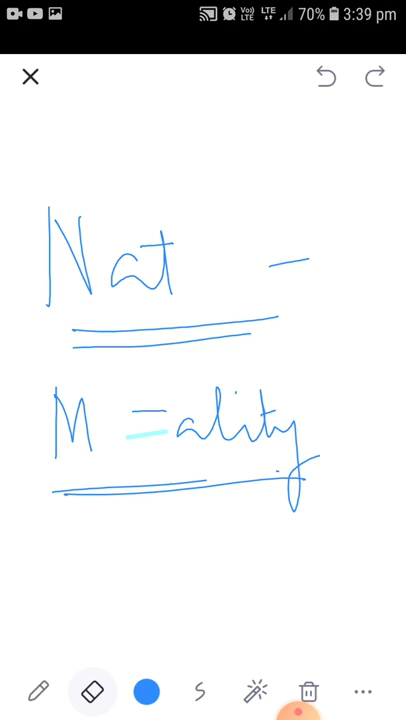 70% 3:39 pm
Nat -
M = ality